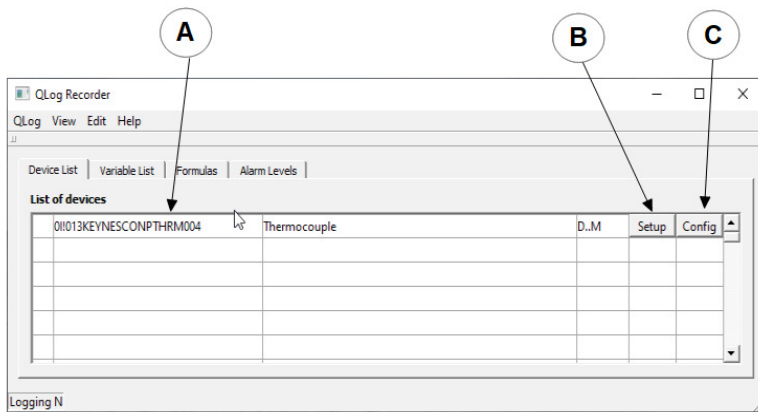 A
B
C
QLog Recorder
QLog View Edit Help
Device List Variable List Formulas Alarm Levels
List of devices
0!!013KEYNESCONPTHRM004 Thermocouple D..M Setup Config
Logging N